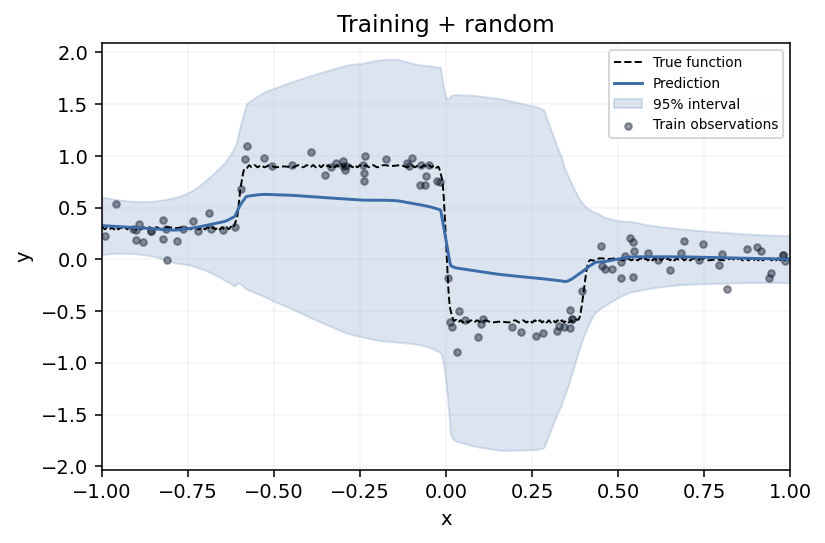 Training + random
True function
Prediction
95% interval
Train observations
y
2.0
1.5
1.0
0.5
0.0
−0.5
−1.0
−1.5
−2.0
−1.00 −0.75 −0.50 −0.25 0.00 0.25 0.50 0.75 1.00
x